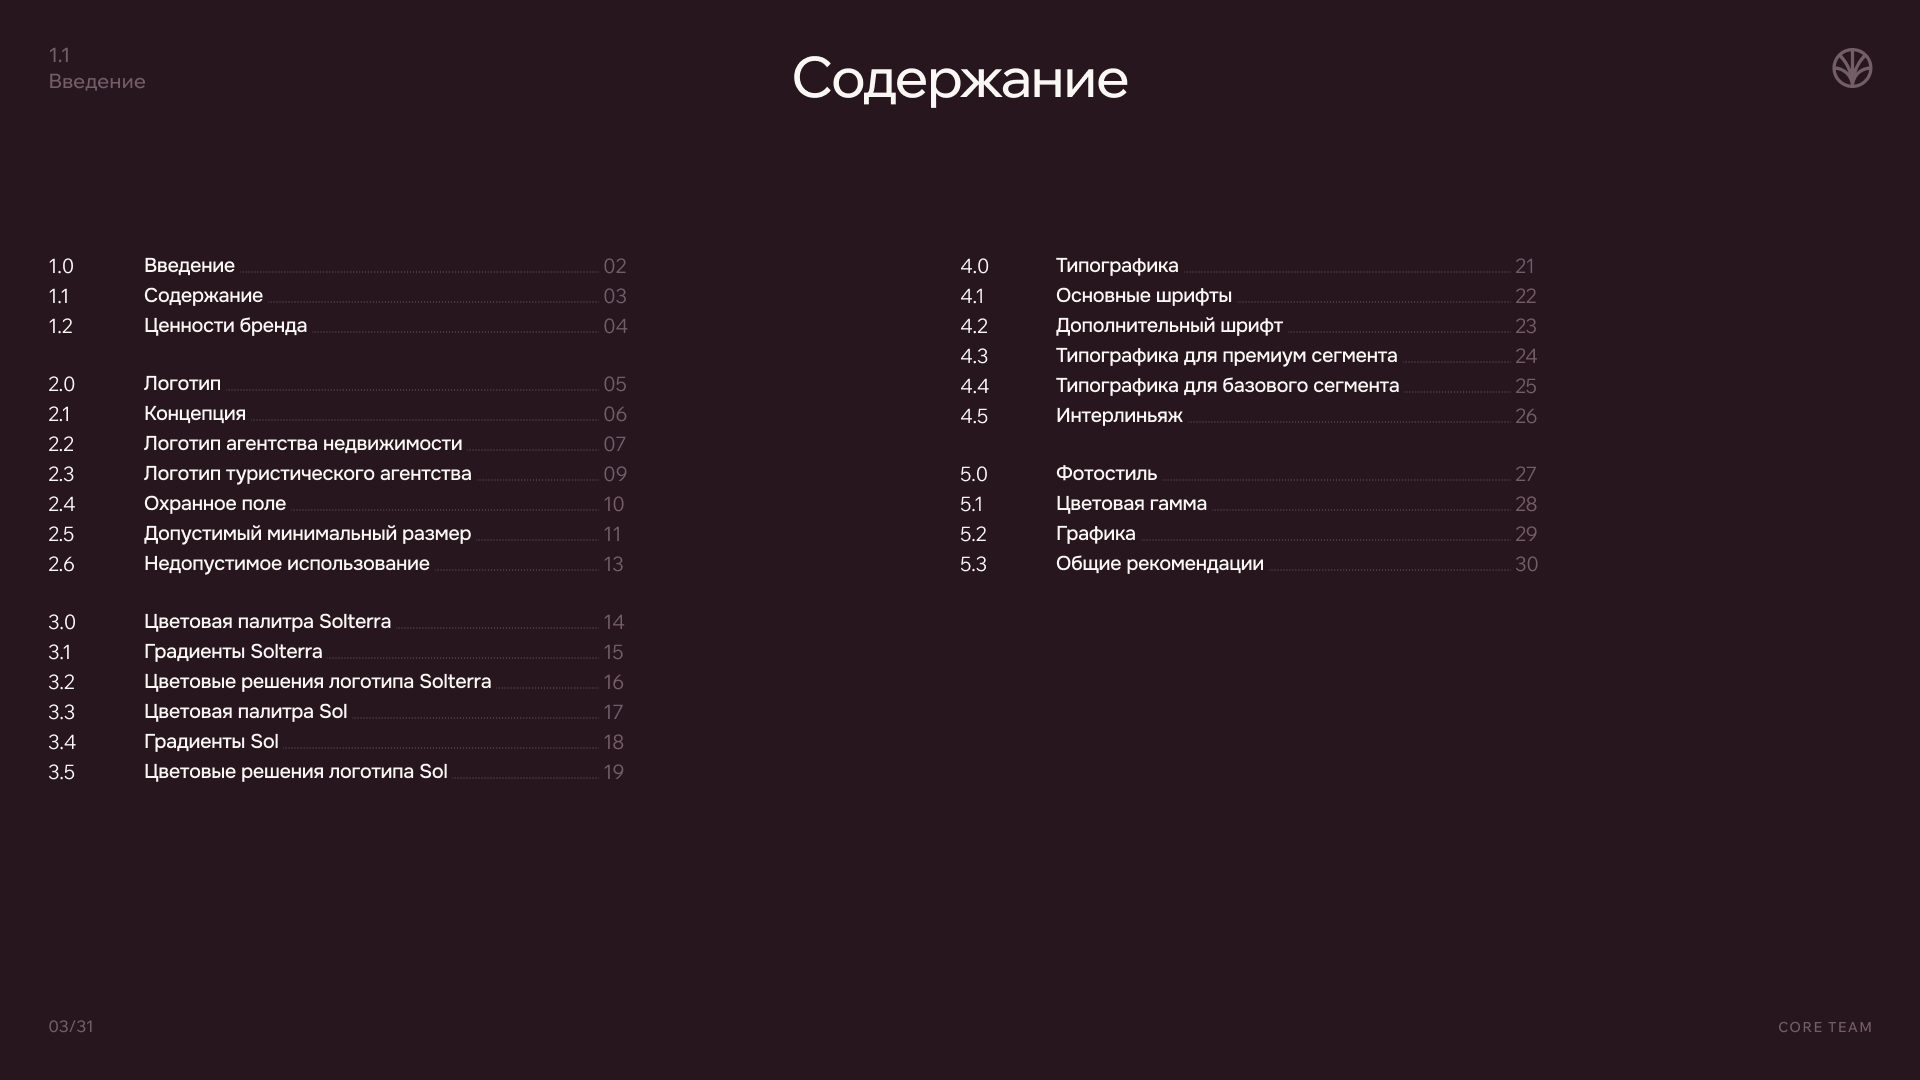 1.1
Введение
Содержание
1.0 Введение 02
1.1 Содержание 03
1.2 Ценности бренда 04
2.0 Логотип 05
2.1 Концепция 06
2.2 Логотип агентства недвижимости 07
2.3 Логотип туристического агентства 09
2.4 Охранное поле 10
2.5 Допустимый минимальный размер 11
2.6 Недопустимое использование 13
3.0 Цветовая палитра Solterra 14
3.1 Градиенты Solterra 15
3.2 Цветовые решения логотипа Solterra 16
3.3 Цветовая палитра Sol 17
3.4 Градиенты Sol 18
3.5 Цветовые решения логотипа Sol 19
4.0 Типографика 21
4.1 Основные шрифты 22
4.2 Дополнительный шрифт 23
4.3 Типографика для премиум сегмента 24
4.4 Типографика для базового сегмента 25
4.5 Интерлиньяж 26
5.0 Фотостиль 27
5.1 Цветовая гамма 28
5.2 Графика 29
5.3 Общие рекомендации 30
03/31
CORE TEAM